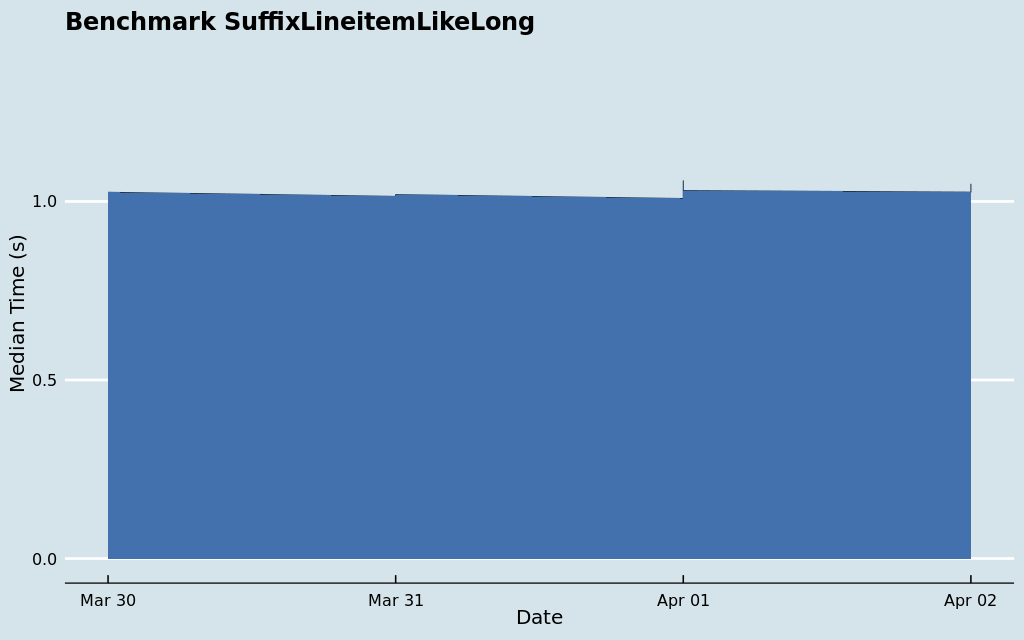 Benchmark SuffixLineitemLikeLong
Median Time (s)
1.0
0.5
0.0
Mar 30
Mar 31
Apr 01
Apr 02
Date